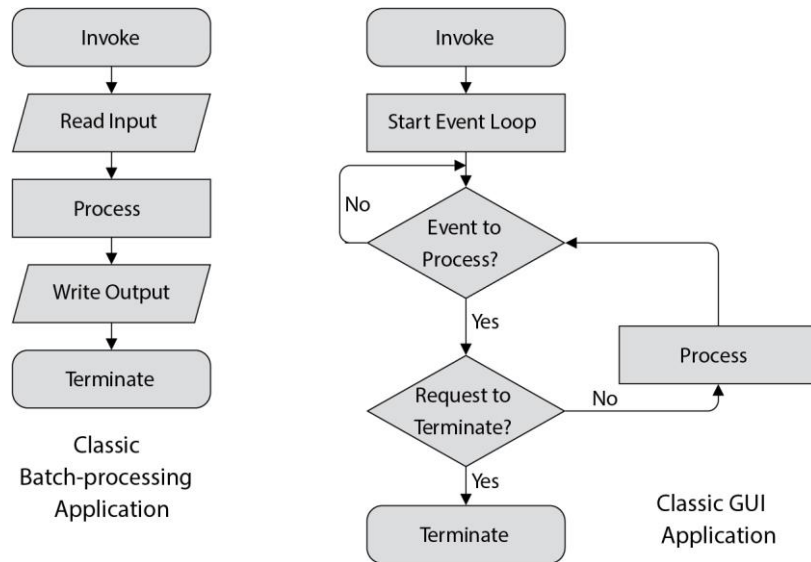 Invoke
Read Input
Process
Write Output
Terminate
Classic
Batch-processing
Application
Invoke
Start Event Loop
No
Event to
Process?
Yes
Process
Request to
Terminate?
No
Yes
Terminate
Classic GUI
Application